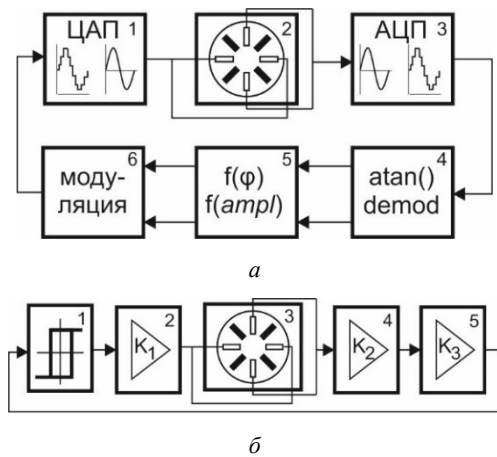 ЦАП 1
2
АЦП 3
6
моду-
ляция
5
f(φ)
f(ampl)
4
atan()
demod
а
1
2
K1
3
4
K2
5
K3
б